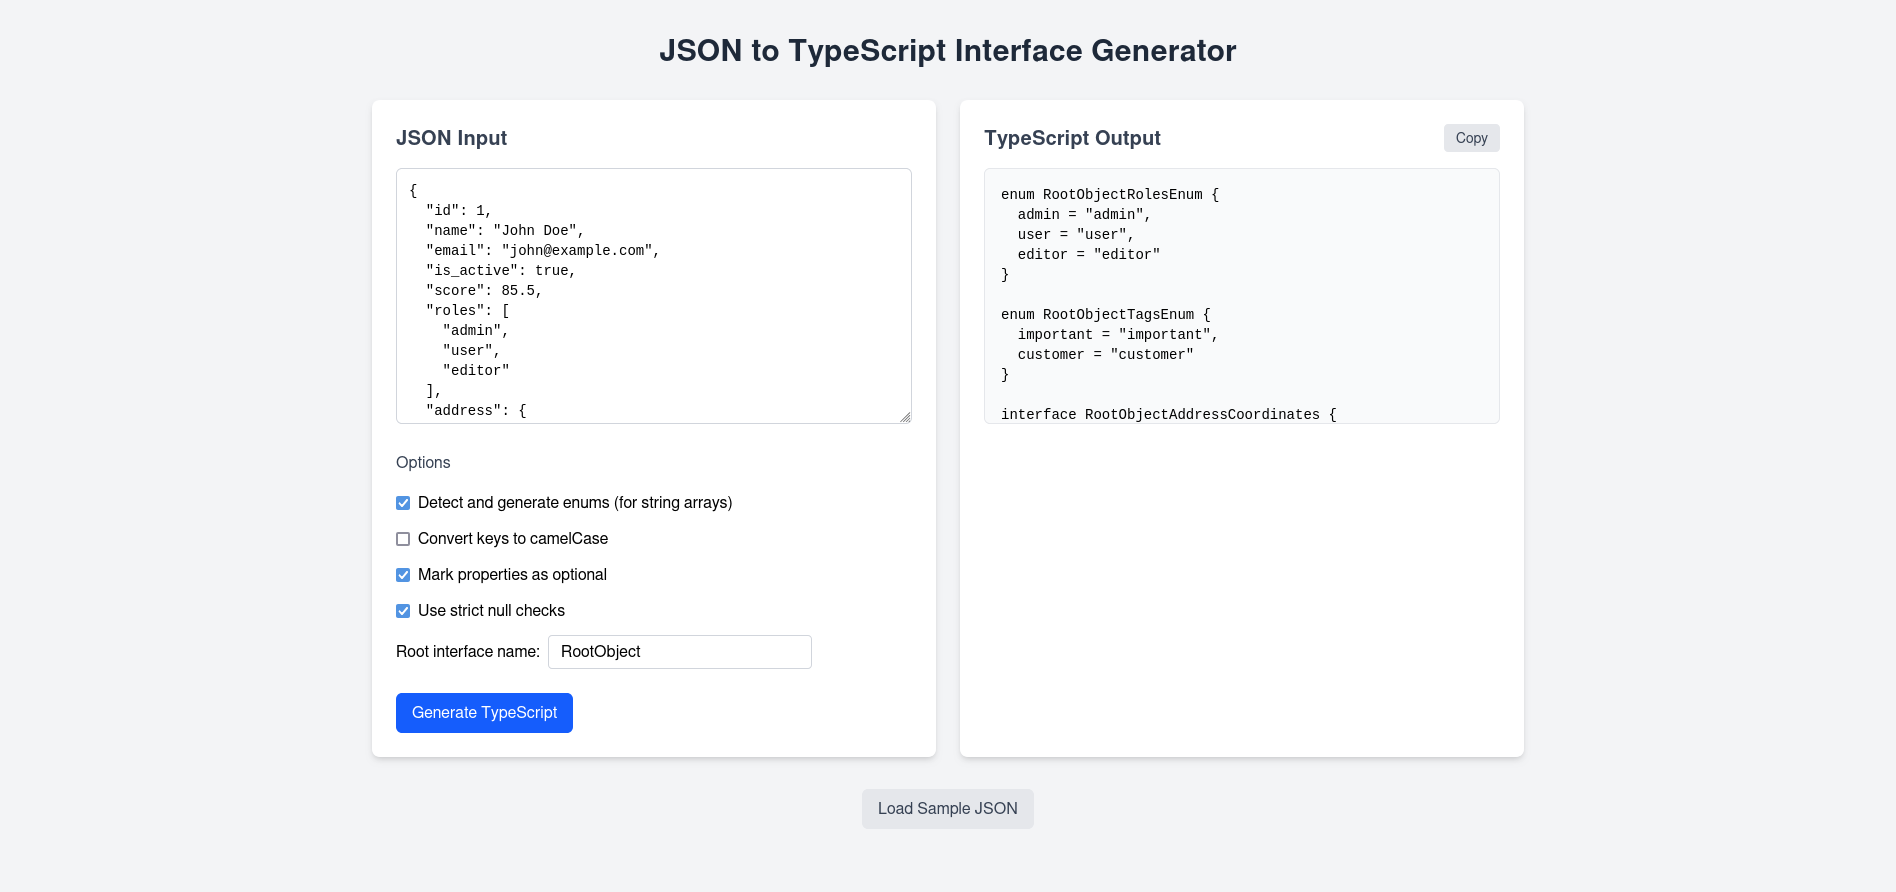 JSON to TypeScript Interface Generator
JSON Input
{
  "id": 1,
  "name": "John Doe",
  "email": "john@example.com",
  "is_active": true,
  "score": 85.5,
  "roles": [
    "admin",
    "user",
    "editor"
  ],
  "address": {
Options
Detect and generate enums (for string arrays)
Convert keys to camelCase
Mark properties as optional
Use strict null checks
Root interface name: RootObject
Generate TypeScript
TypeScript Output
Copy
enum RootObjectRolesEnum {
  admin = "admin",
  user = "user",
  editor = "editor"
}
enum RootObjectTagsEnum {
  important = "important",
  customer = "customer"
}
interface RootObjectAddressCoordinates {
Load Sample JSON